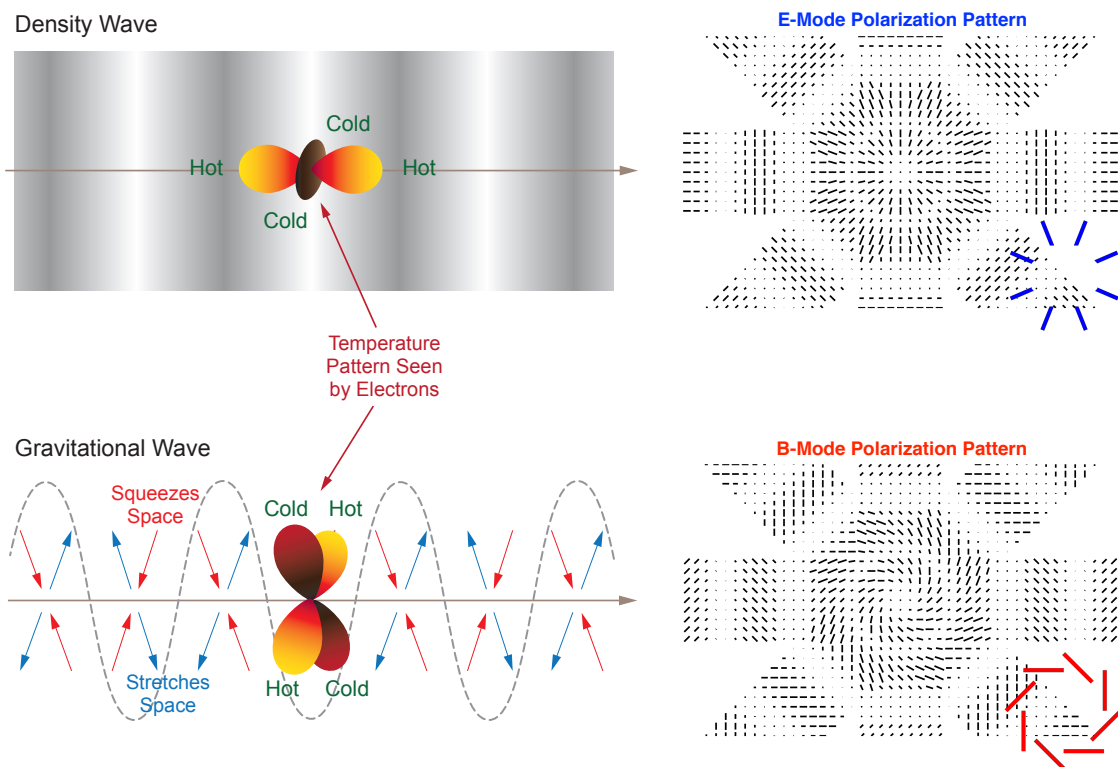 Density Wave
Cold
Hot
Hot
Cold
Temperature
Pattern Seen
by Electrons
Gravitational Wave
Squeezes
Space
Cold
Hot
Stretches
Space
Hot
Cold
E-Mode Polarization Pattern
B-Mode Polarization Pattern